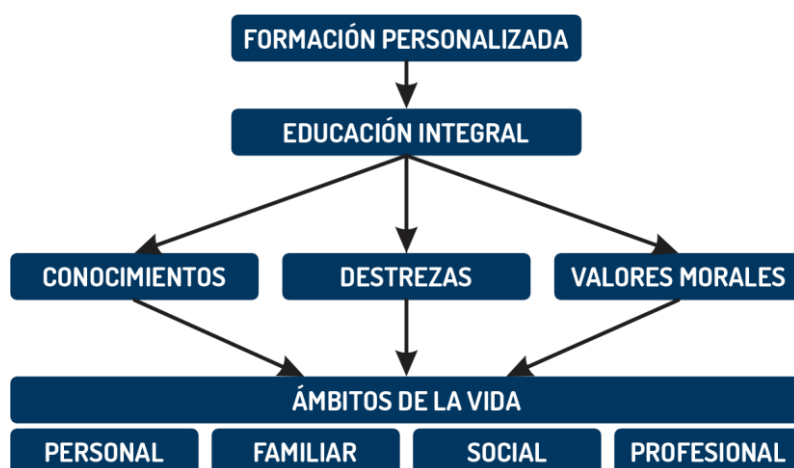 FORMACIÓN PERSONALIZADA
EDUCACIÓN INTEGRAL
CONOCIMIENTOS
DESTREZAS
VALORES MORALES
ÁMBITOS DE LA VIDA
PERSONAL
FAMILIAR
SOCIAL
PROFESIONAL